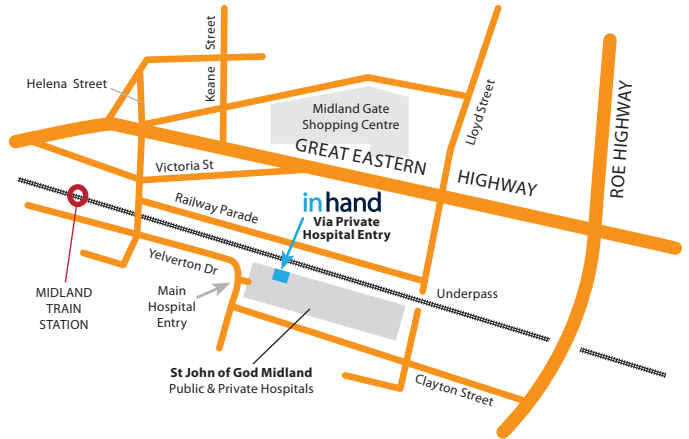 Keane Street
Helena Street
Midland Gate
Shopping Centre
Lloyd Street
ROE HIGHWAY
GREAT EASTERN HIGHWAY
Victoria St
Railway Parade
in hand
Via Private
Hospital Entry
Yelverton Dr
MIDLAND
TRAIN
STATION
Main
Hospital
Entry
Underpass
St John of God Midland
Public & Private Hospitals
Clayton Street